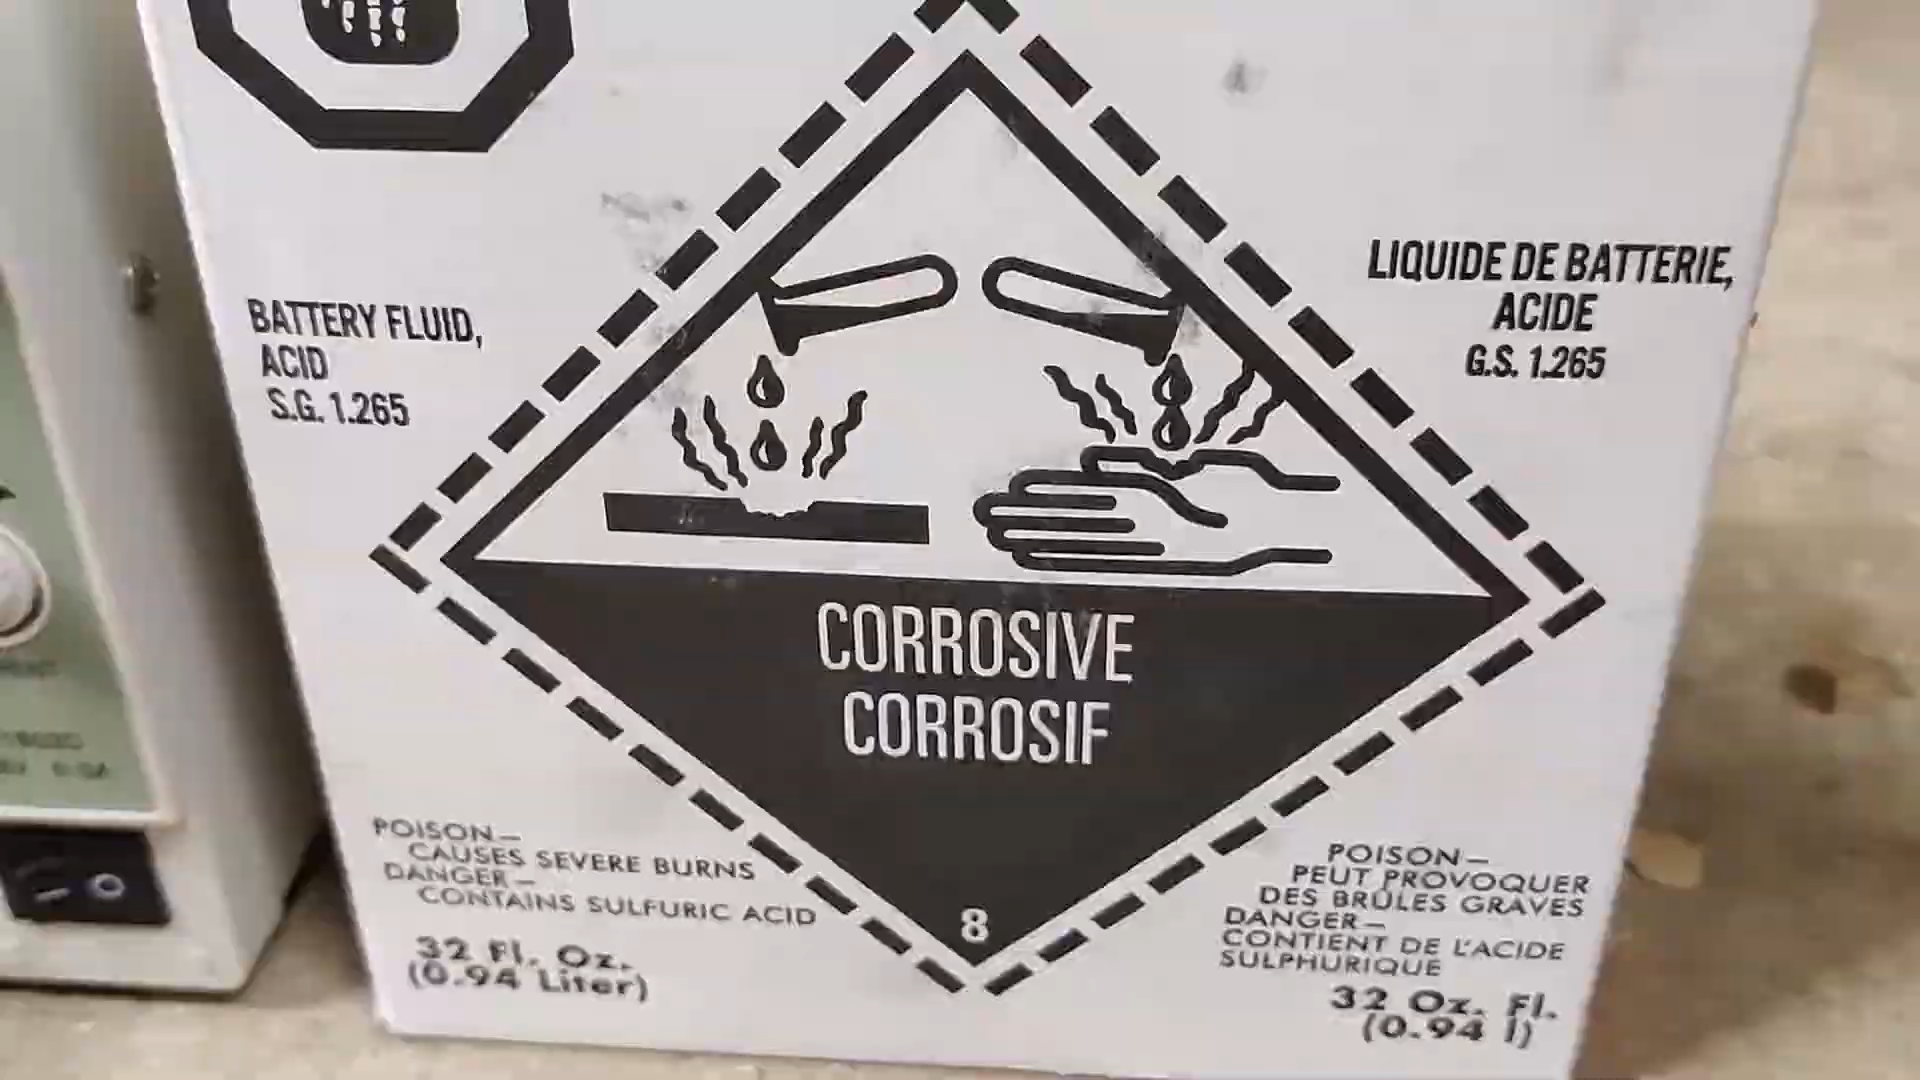 BATTERY FLUID,
ACID
S.G. 1.265
LIQUIDE DE BATTERIE,
ACIDE
G.S. 1.265
CORROSIVE
CORROSIF
8
POISON—
CAUSES SEVERE BURNS
DANGER—
CONTAINS SULFURIC ACID
32 Fl. Oz.
(0.94 Liter)
POISON—
PEUT PROVOQUER
DES BRÛLES GRAVES
DANGER—
CONTIENT DE L'ACIDE
SULPHURIQUE
32 Oz. Fl.
(0.94 l)